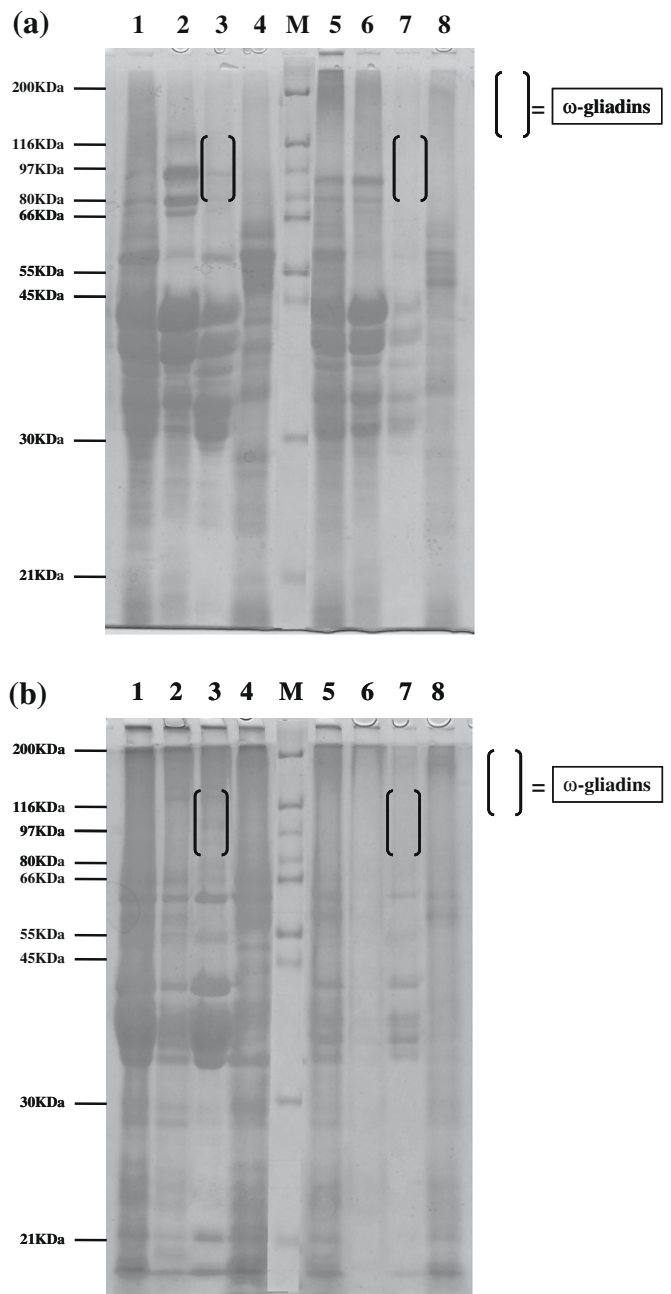 (a) 1 2 3 4 M 5 6 7 8
200KDa
116KDa
97KDa
80KDa
66KDa
55KDa
45KDa
30KDa
21KDa
= ω-gliadins
(b) 1 2 3 4 M 5 6 7 8
200KDa
116KDa
97KDa
80KDa
66KDa
55KDa
45KDa
30KDa
21KDa
= ω-gliadins